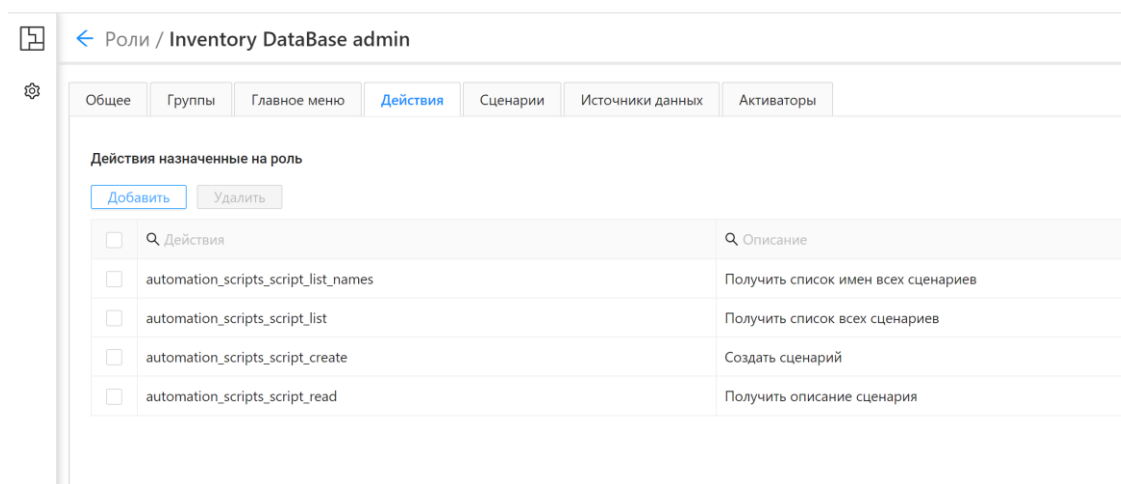 Роли / Inventory DataBase admin
Общее Группы Главное меню Действия Сценарии Источники данных Активаторы
Действия назначенные на роль
Добавить Удалить
Действия Описание
automation_scripts_script_list_names Получить список имен всех сценариев
automation_scripts_script_list Получить список всех сценариев
automation_scripts_script_create Создать сценарий
automation_scripts_script_read Получить описание сценария